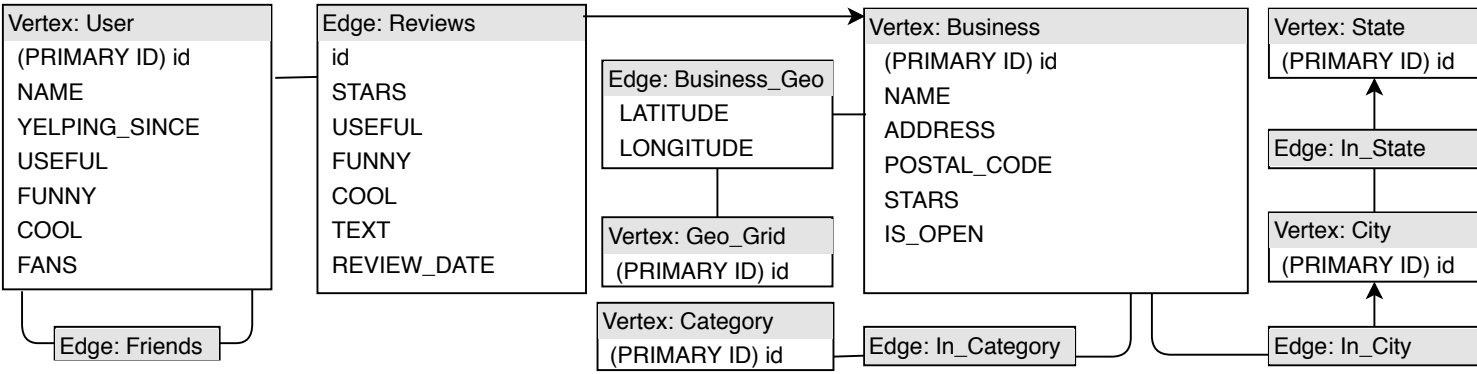 Vertex: User
(PRIMARY ID) id
NAME
YELPING_SINCE
USEFUL
FUNNY
COOL
FANS
Edge: Friends
Edge: Reviews
id
STARS
USEFUL
FUNNY
COOL
TEXT
REVIEW_DATE
Edge: Business_Geo
LATITUDE
LONGITUDE
Vertex: Geo_Grid
(PRIMARY ID) id
Vertex: Category
(PRIMARY ID) id
Vertex: Business
(PRIMARY ID) id
NAME
ADDRESS
POSTAL_CODE
STARS
IS_OPEN
Edge: In_Category
Vertex: State
(PRIMARY ID) id
Edge: In_State
Vertex: City
(PRIMARY ID) id
Edge: In_City